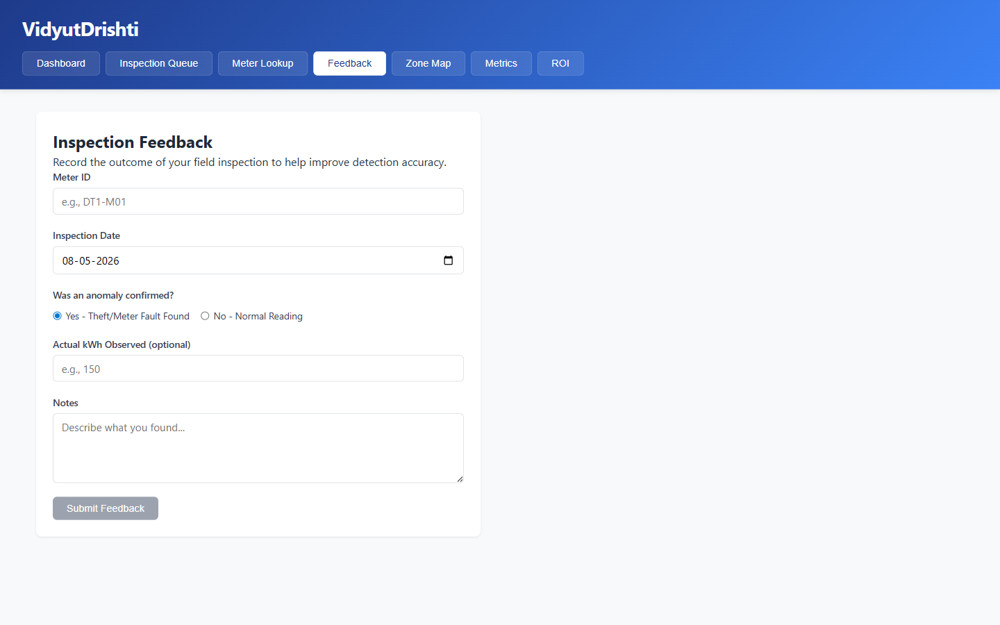 VidyutDrishti
Dashboard Inspection Queue Meter Lookup Feedback Zone Map Metrics ROI
Inspection Feedback
Record the outcome of your field inspection to help improve detection accuracy.
Meter ID
e.g., DT1-M01
Inspection Date
08-05-2026
Was an anomaly confirmed?
Yes - Theft/Meter Fault Found No - Normal Reading
Actual kWh Observed (optional)
e.g., 150
Notes
Describe what you found...
Submit Feedback